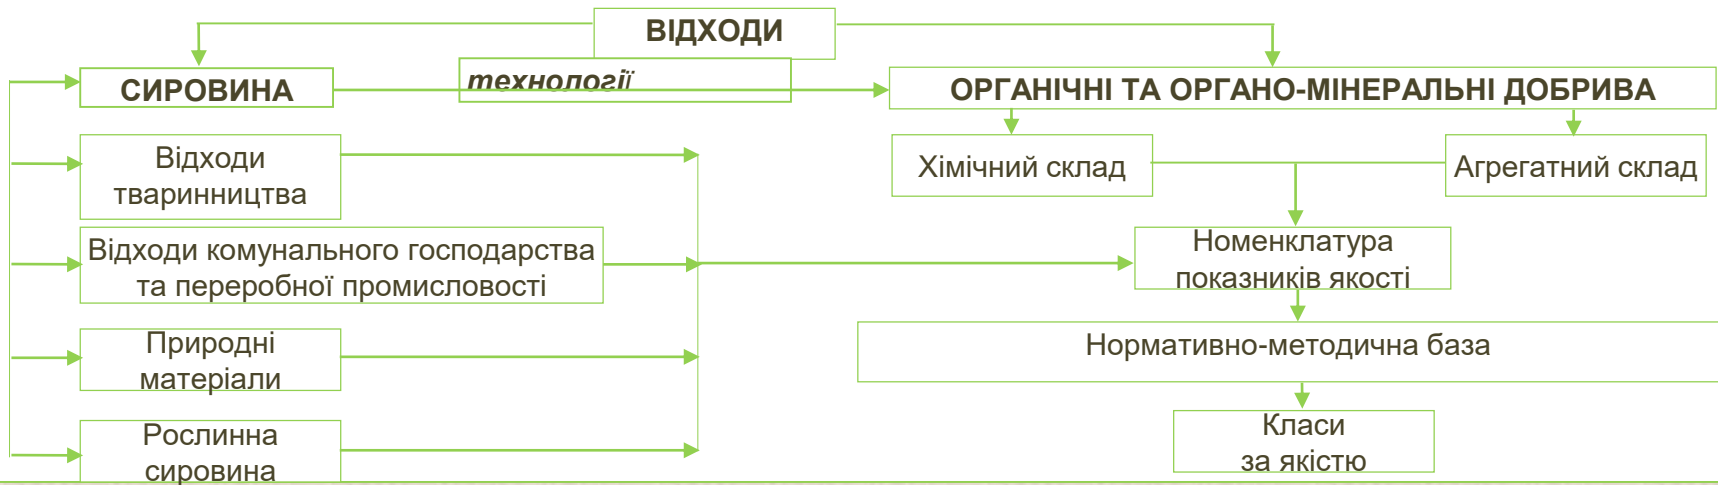 ВІДХОДИ
СИРОВИНА
технології
ОРГАНІЧНІ ТА ОРГАНО-МІНЕРАЛЬНІ ДОБРИВА
Відходи
тваринництва
Хімічний склад
Агрегатний склад
Відходи комунального господарства
та переробної промисловості
Номенклатура
показників якості
Природні
матеріали
Нормативно-методична база
Рослинна
сировина
Класи
за якістю